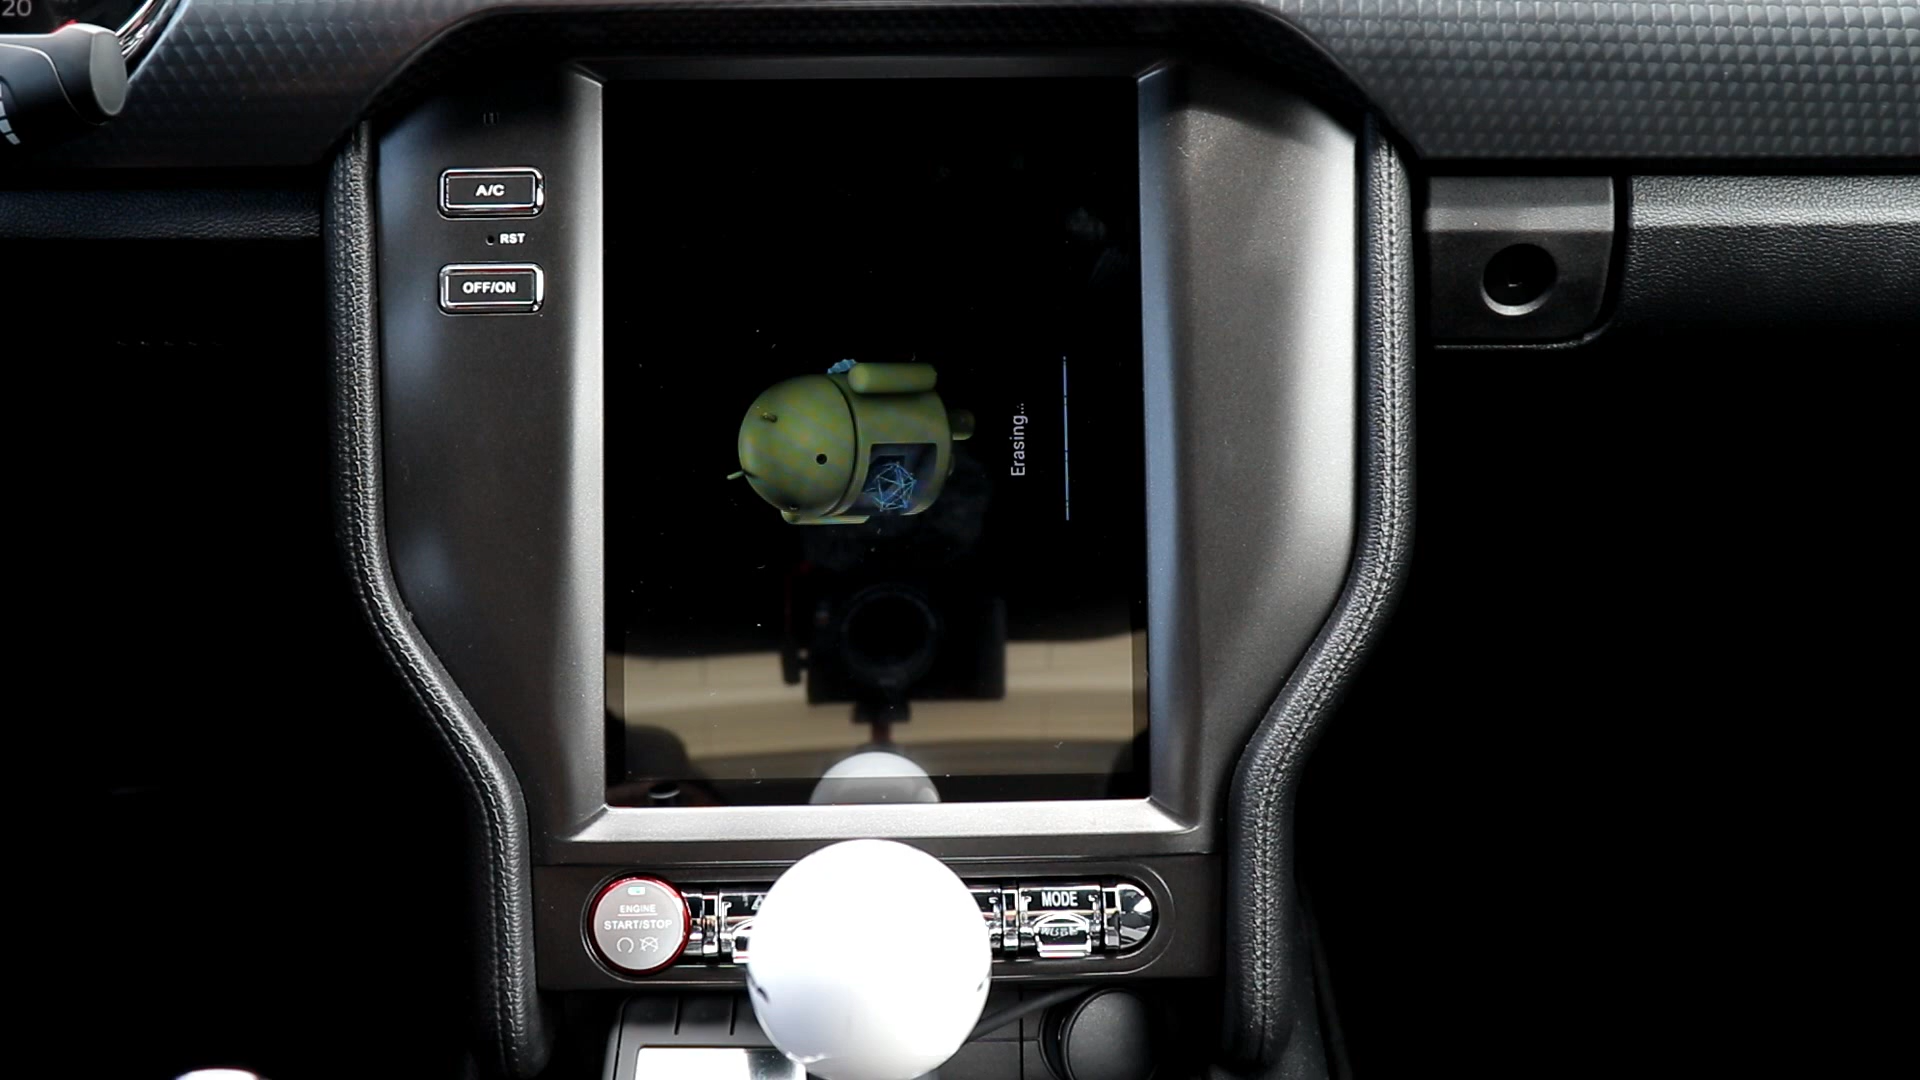 20
A/C
RST
OFF/ON
Erasing...
ENGINE
START/STOP
MODE